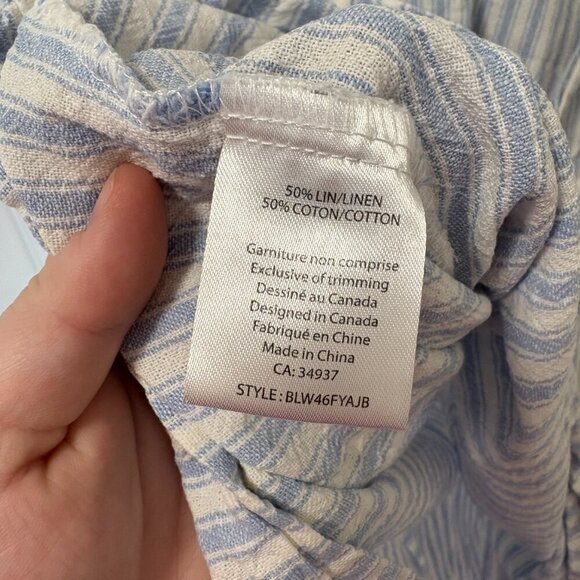 50% LIN/LINEN
50% COTON/COTTON
Garniture non comprise
Exclusive of trimming
Dessiné au Canada
Designed in Canada
Fabriqué en Chine
Made in China
CA: 34937
STYLE : BLW46FYAJB